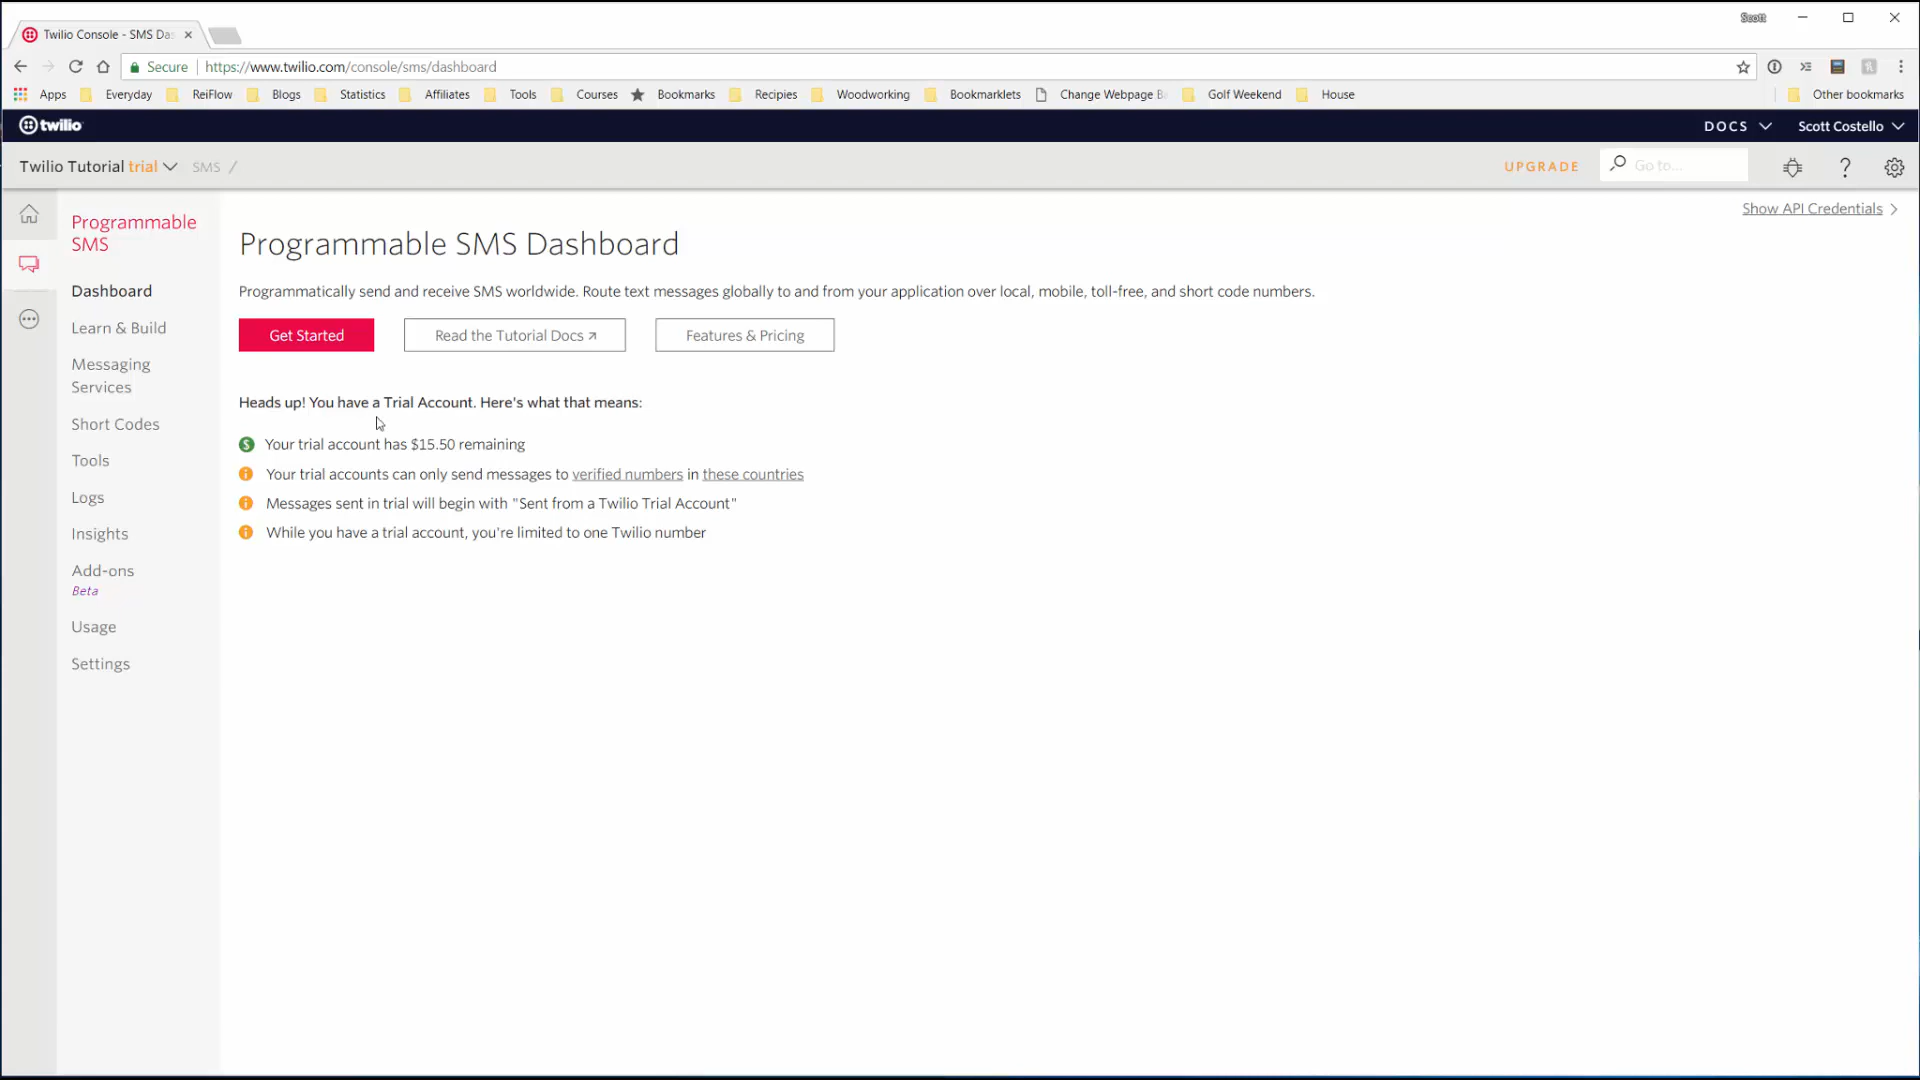 Scott
Twilio Console - SMS Da
Secure https://www.twilio.com/console/sms/dashboard
Apps Everyday ReiFlow Blogs Statistics Affiliates Tools Courses Bookmarks Recipies Woodworking Bookmarklets Change Webpage Ba Golf Weekend House Other bookmarks
twilio DOCS Scott Costello
Twilio Tutorial trial SMS / UPGRADE Go to... ?
Show API Credentials
Programmable
SMS
Dashboard
Learn & Build
Messaging
Services
Short Codes
Tools
Logs
Insights
Add-ons
Beta
Usage
Settings
Programmable SMS Dashboard
Programmatically send and receive SMS worldwide. Route text messages globally to and from your application over local, mobile, toll-free, and short code numbers.
Get Started Read the Tutorial Docs ↗ Features & Pricing
Heads up! You have a Trial Account. Here's what that means:
$ Your trial account has $15.50 remaining
Your trial accounts can only send messages to verified numbers in these countries
Messages sent in trial will begin with "Sent from a Twilio Trial Account"
While you have a trial account, you're limited to one Twilio number